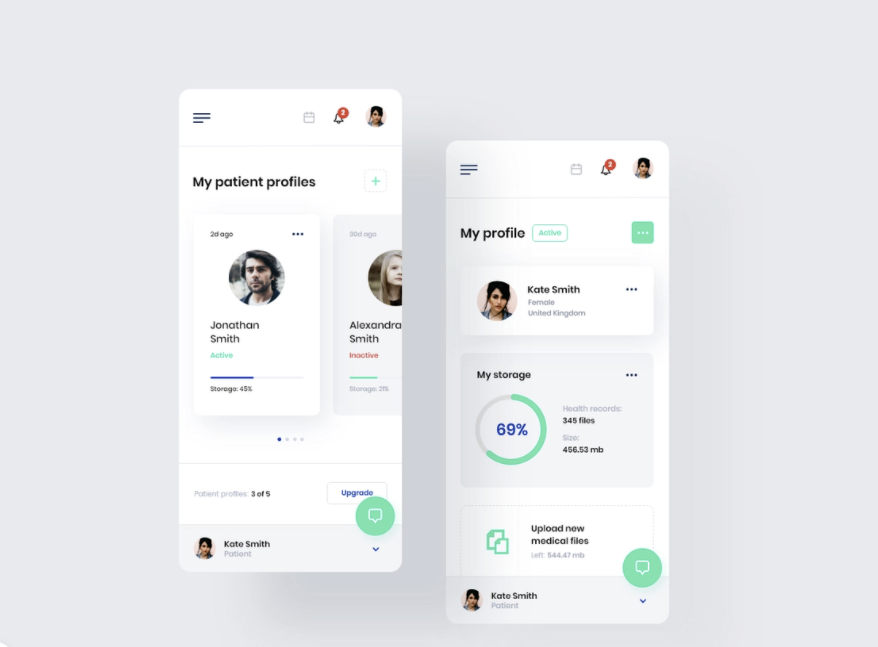 2
My patient profiles
+
2d ago
Jonathan
Smith
Active
Storage: 45%
30d ago
Alexandra
Smith
Inactive
Storage: 21%
Patient profiles: 3 of 5
Upgrade
Kate Smith
Patient
2
My profile
Active
Kate Smith
Female
United Kingdom
My storage
69%
Health records:
345 files
Size:
456.53 mb
Upload new
medical files
Left: 544.47 mb
Kate Smith
Patient